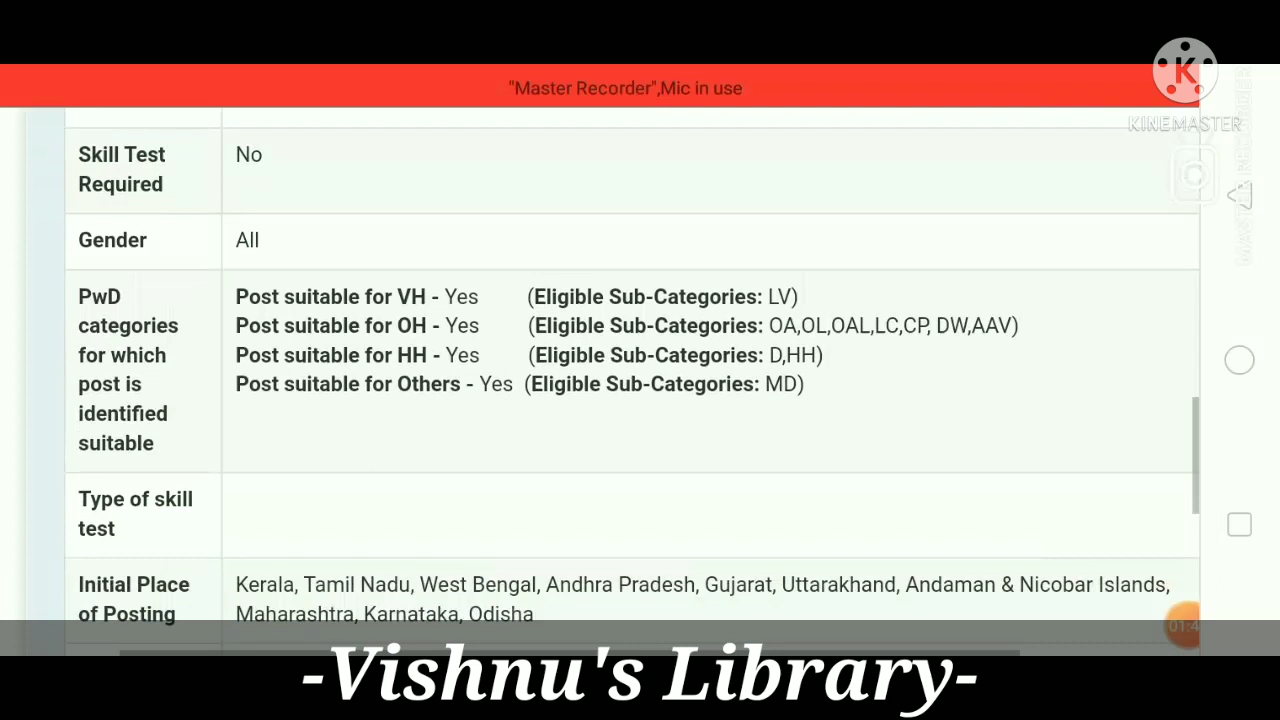 "Master Recorder",Mic in use
K
KINEMASTER
MASTER RECORDER
Skill Test Required
No
Gender
All
PwD
categories
for which
post is
identified
suitable
Post suitable for VH - Yes (Eligible Sub-Categories: LV)
Post suitable for OH - Yes (Eligible Sub-Categories: OA,OL,OAL,LC,CP, DW,AAV)
Post suitable for HH - Yes (Eligible Sub-Categories: D,HH)
Post suitable for Others - Yes (Eligible Sub-Categories: MD)
Type of skill
test
Initial Place
of Posting
Kerala, Tamil Nadu, West Bengal, Andhra Pradesh, Gujarat, Uttarakhand, Andaman & Nicobar Islands,
Maharashtra, Karnataka, Odisha
01:4
-Vishnu's Library-